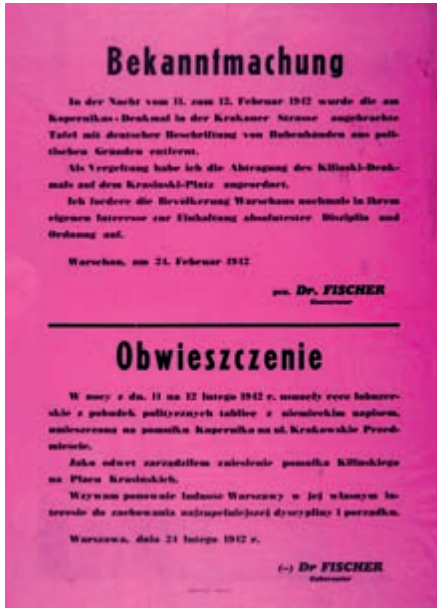 Bekanntmachung
In der Nacht vom 11. zum 12. Februar 1942 wurde die am
Kopernikus-Denkmal in der Krakauer Strasse angebrachte
Tafel mit deutscher Beschriftung von Bubenhänden aus poli-
tischen Gründen entfernt.
Als Vergeltung habe ich die Abtragung des Kilinski-Denk-
mals auf dem Krasinski-Platz angeordnet.
Ich fordere die Bevölkerung Warschaus nochmals in ihrem
eigenen Interesse zur Einhaltung absolutester Disziplin und
Ordnung auf.
Warschau, am 24. Februar 1942
gez. Dr. FISCHER
Gouverneur
Obwieszczenie
W nocy z dn. 11 na 12 lutego 1942 r. usunęły ręce łobuzer-
skie z pobudek politycznych tablicę z niemieckim napisem,
umieszczoną na pomniku Kopernika na ul. Krakowskie Przed-
mieście.
Jako odwet zarządziłem zniesienie pomnika Kilińskiego
na Placu Krasińskich.
Wzywam ponownie ludność Warszawy w jej własnym in-
teresie do zachowania najzupełniejszej dyscypliny i porządku.
Warszawa, dnia 24 lutego 1942 r.
(-) Dr FISCHER
Gubernator